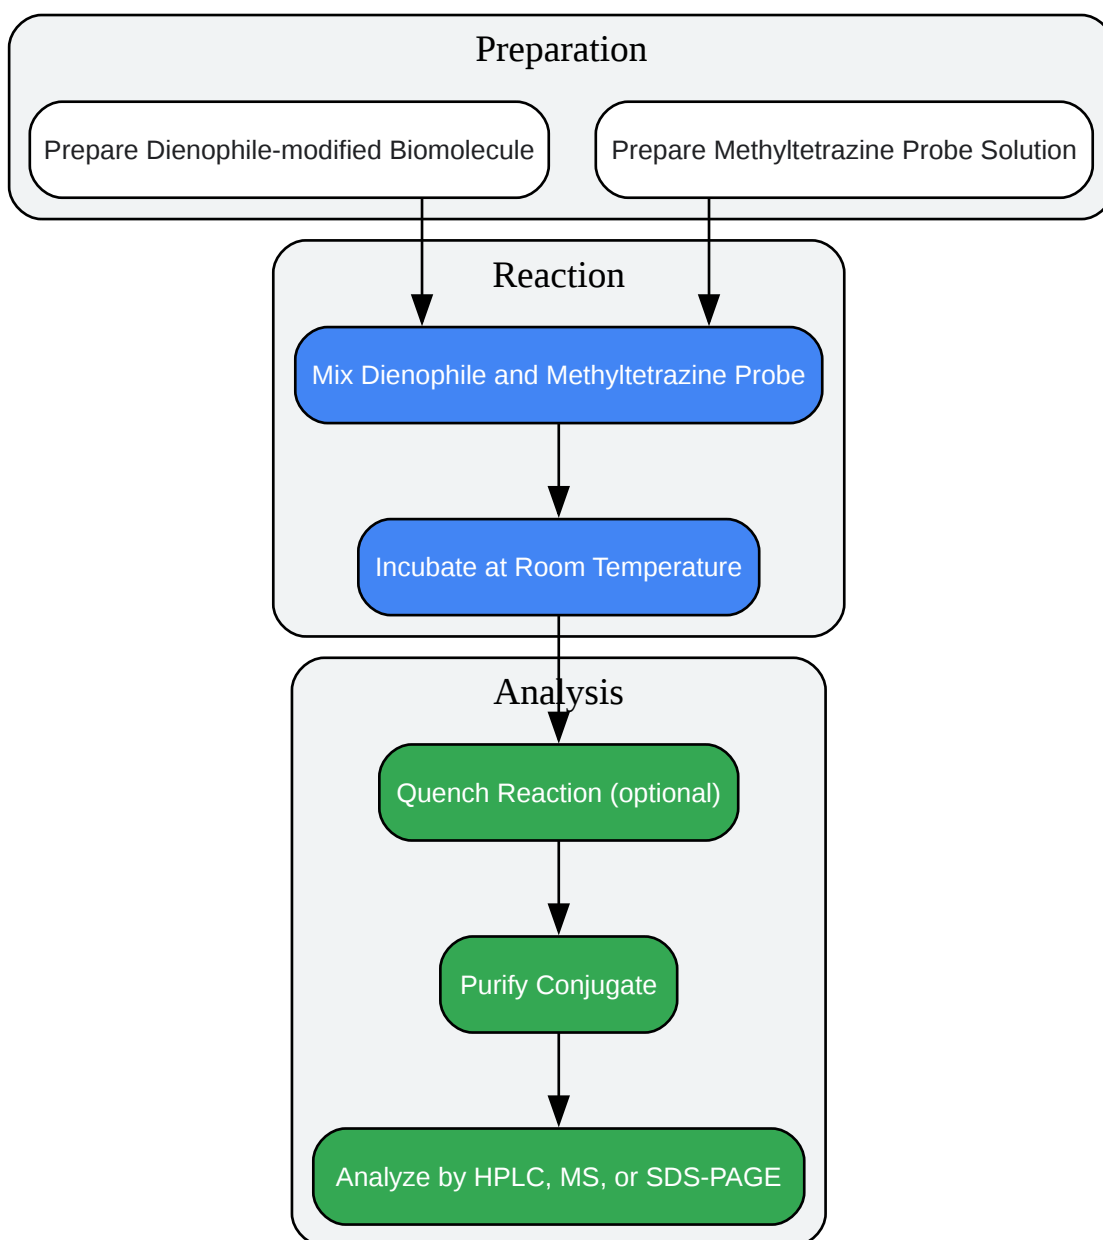 Preparation
Prepare Dienophile-modified Biomolecule
Prepare Methyltetrazine Probe Solution
Reaction
Mix Dienophile and Methyltetrazine Probe
Incubate at Room Temperature
Analysis
Quench Reaction (optional)
Purify Conjugate
Analyze by HPLC, MS, or SDS-PAGE